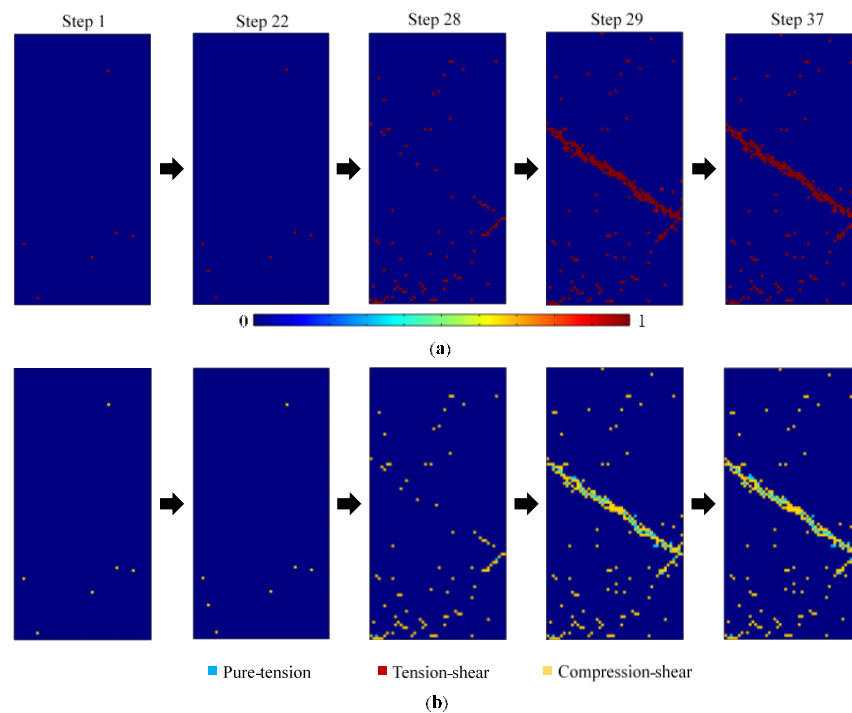 Step 1 Step 22 Step 28 Step 29 Step 37
0 1
(a)
Pure-tension Tension-shear Compression-shear
(b)